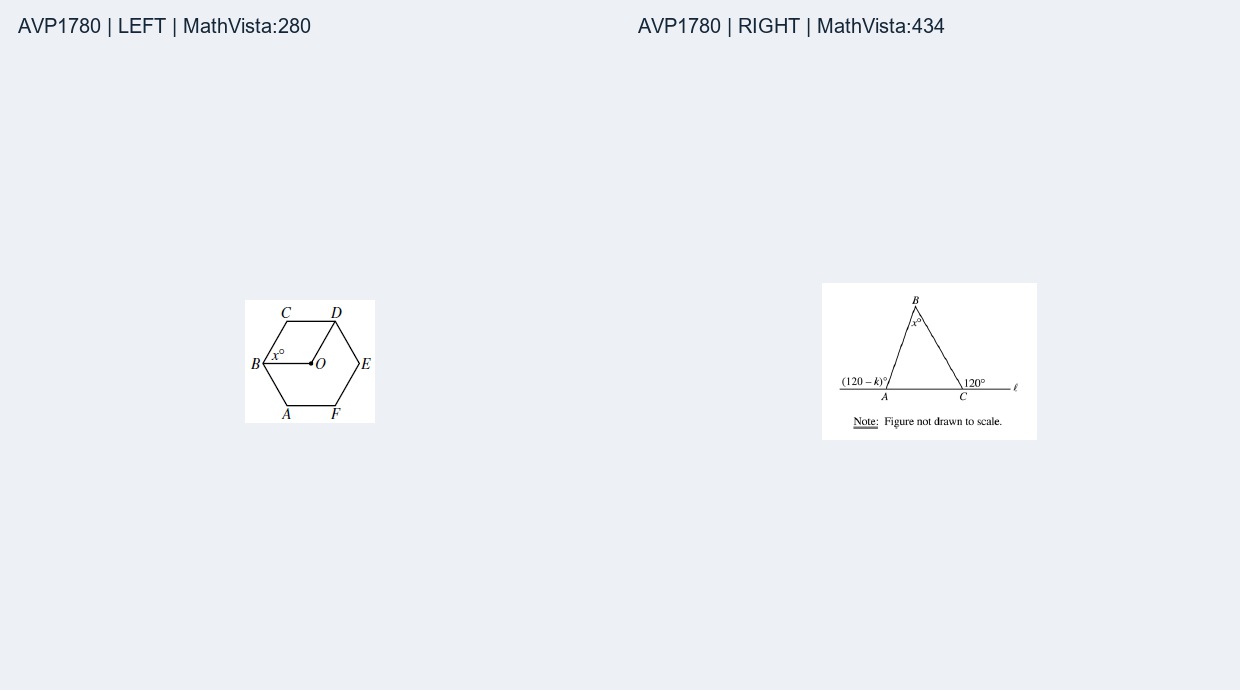 AVP1780 | LEFT | MathVista:280
AVP1780 | RIGHT | MathVista:434
C D
B x° O E
A F
B
x°
(120 – k)° 120°
A C ℓ
Note: Figure not drawn to scale.